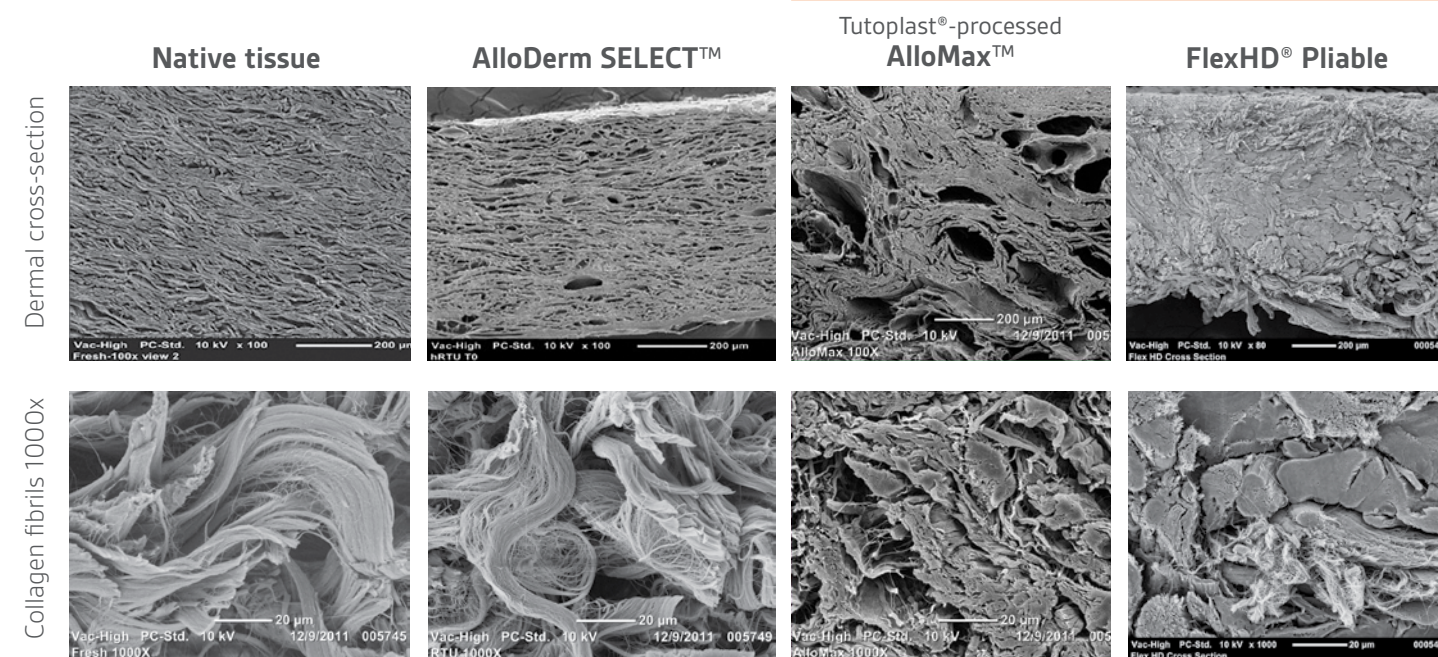 Tutoplast®-processed
Native tissue
AlloDerm SELECT™
AlloMax™
FlexHD® Pliable
Dermal cross-section
Vac-High PC-Std. 10 kV x 100 200 µm
Fresh-100x view 2
Vac-High PC-Std. 10 kV x 100 200 µm
hRTU T0
200 µm
Vac-High PC-Std. 10 kV 12/9/2011 005
AlloMax 100X
Vac-High PC-Std. 10 kV x 80 200 µm 00054
Flex HD Cross Section
Collagen fibrils 1000x
20 µm
Vac-High PC-Std. 10 kV 12/9/2011 005745
Fresh 1000X
20 µm
Vac-High PC-Std. 10 kV 12/9/2011 005749
RTU 1000X
20 µm
Vac-High PC-Std. 10 kV 12/9/2011 005
AlloMax 1000X
Vac-High PC-Std. 10 kV x 1000 20 µm 00054
Flex HD Cross Section